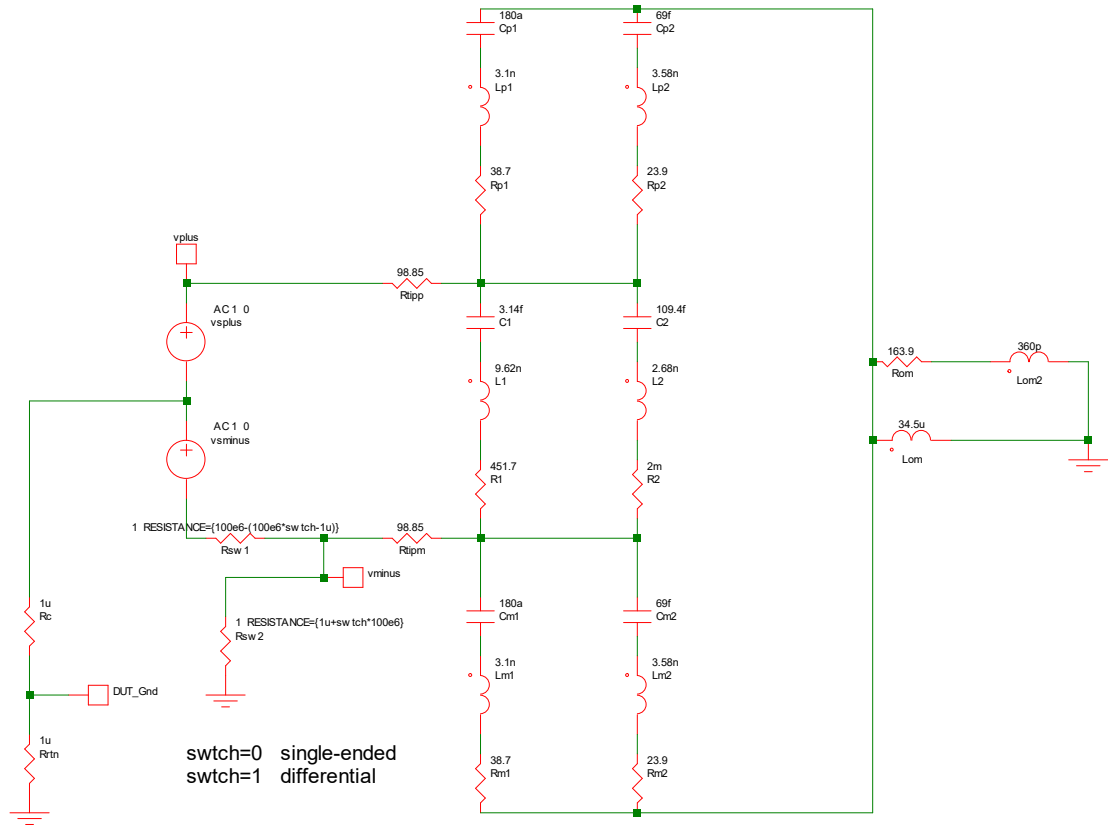 180a
Cp1
69f
Cp2
3.1n
Lp1
3.58n
Lp2
38.7
Rp1
23.9
Rp2
vplus
98.85
Rtipp
AC 1 0
vsplus
3.14f
C1
109.4f
C2
163.9
Rom
360p
Lom2
9.62n
L1
2.68n
L2
AC 1 0
vsminus
34.5u
Lom
451.7
R1
2m
R2
1 RESISTANCE={100e6-(100e6*swtch-1u)}
Rsw1
98.85
Rtipm
vminus
1u
Rc
1 RESISTANCE={1u+swtch*100e6}
Rsw2
180a
Cm1
69f
Cm2
3.1n
Lm1
3.58n
Lm2
DUT_Gnd
1u
Rrtn
38.7
Rm1
23.9
Rm2
swtch=0 single-ended
swtch=1 differential